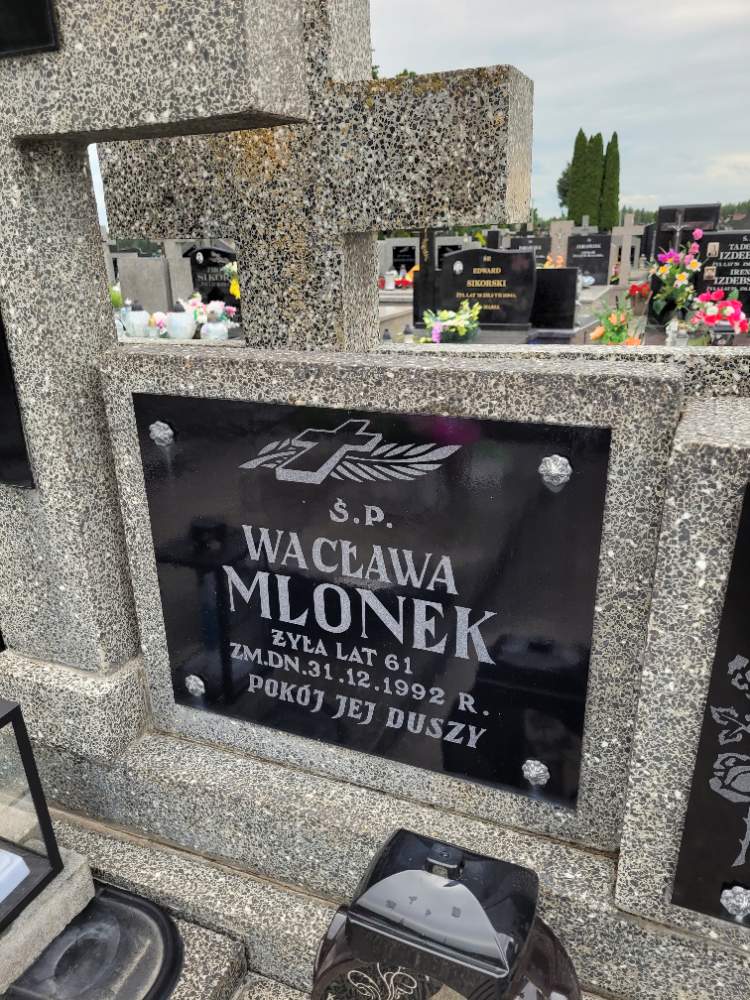 Ś.P.
WACŁAWA
MLONEK
ŻYŁA LAT 61
ZM.DN.31.12.1992 R.
POKÓJ JEJ DUSZY
EDWARD
SIKORSKI